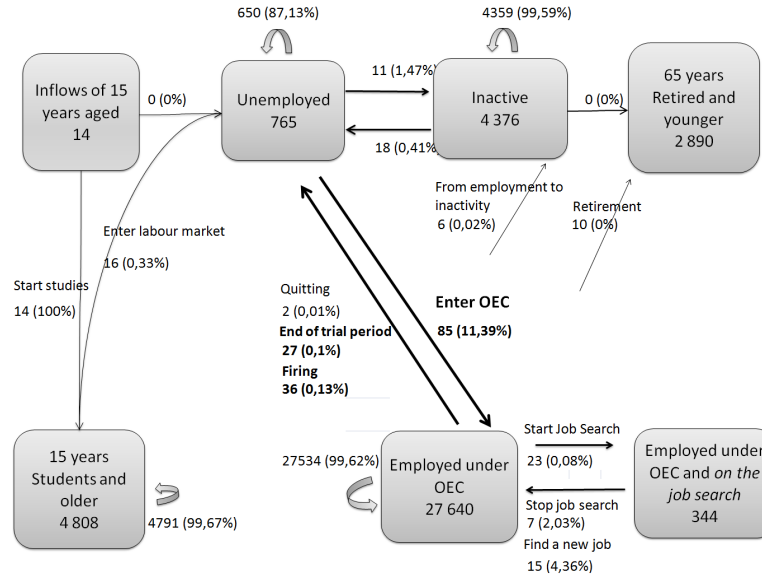 650 (87,13%)
4359 (99,59%)
Inflows of 15
years aged
14
0 (0%)
Unemployed
765
11 (1,47%)
18 (0,41%)
Inactive
4 376
0 (0%)
65 years
Retired and
younger
2 890
From employment to
inactivity
6 (0,02%)
Retirement
10 (0%)
Enter labour market
16 (0,33%)
Start studies
14 (100%)
Quitting
2 (0,01%)
End of trial period
27 (0,1%)
Firing
36 (0,13%)
Enter OEC
85 (11,39%)
15 years
Students and
older
4 808
4791 (99,67%)
27534 (99,62%)
Employed under
OEC
27 640
Start Job Search
23 (0,08%)
Stop job search
7 (2,03%)
Find a new job
15 (4,36%)
Employed under
OEC and on the
job search
344